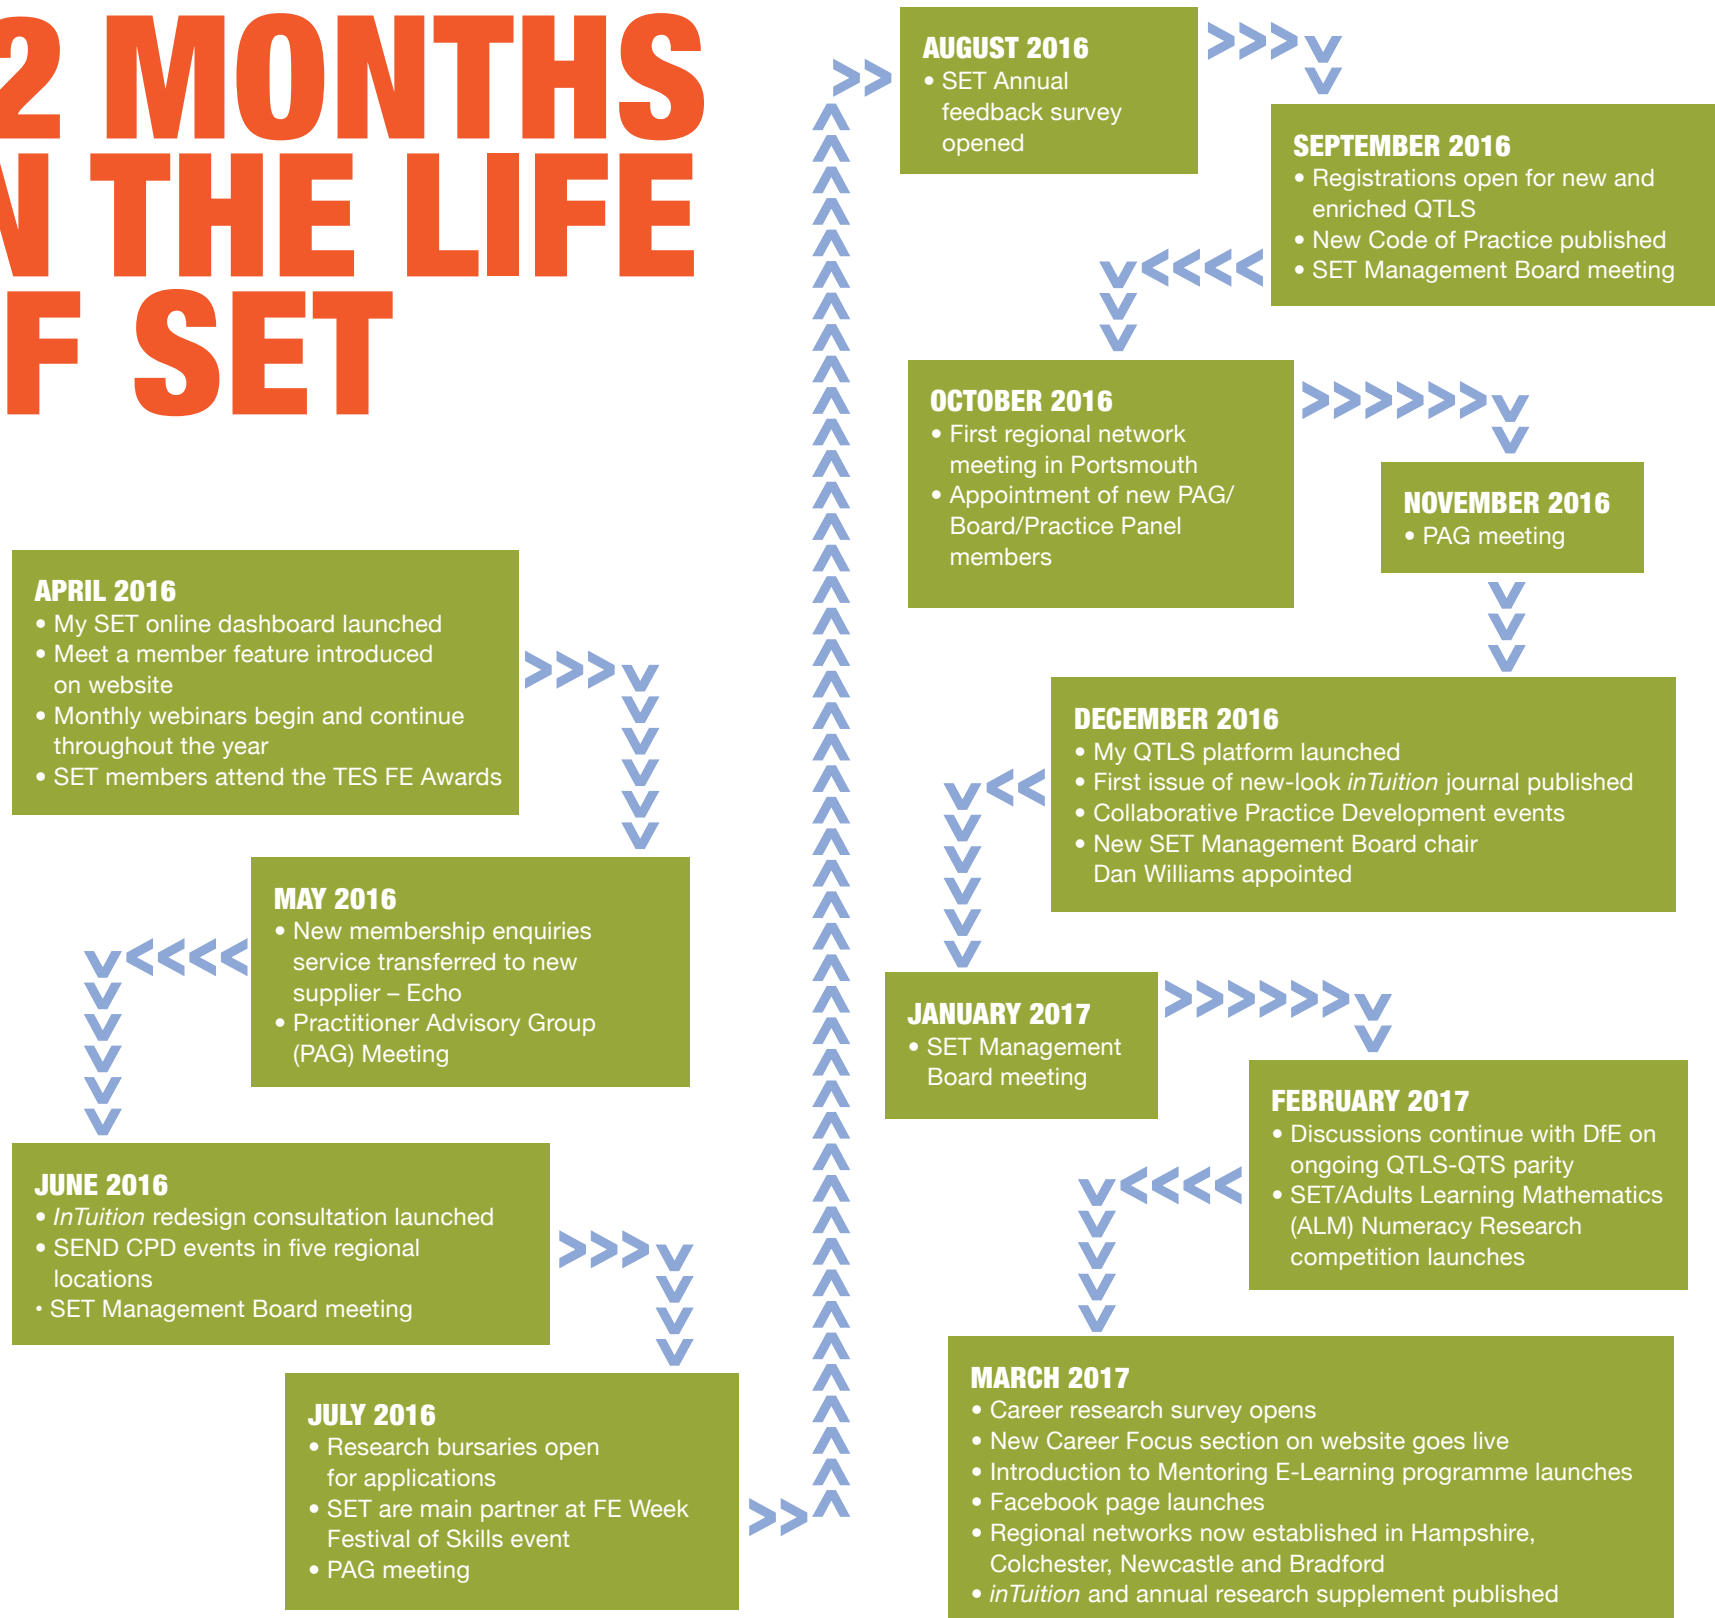 2 MONTHS
N THE LIFE
F SET
APRIL 2016
• My SET online dashboard launched
• Meet a member feature introduced
on website
• Monthly webinars begin and continue
throughout the year
• SET members attend the TES FE Awards
MAY 2016
• New membership enquiries
service transferred to new
supplier – Echo
• Practitioner Advisory Group
(PAG) Meeting
JUNE 2016
• InTuition redesign consultation launched
• SEND CPD events in five regional
locations
• SET Management Board meeting
JULY 2016
• Research bursaries open
for applications
• SET are main partner at FE Week
Festival of Skills event
• PAG meeting
AUGUST 2016
• SET Annual
feedback survey
opened
SEPTEMBER 2016
• Registrations open for new and
enriched QTLS
• New Code of Practice published
• SET Management Board meeting
OCTOBER 2016
• First regional network
meeting in Portsmouth
• Appointment of new PAG/
Board/Practice Panel
members
NOVEMBER 2016
• PAG meeting
DECEMBER 2016
• My QTLS platform launched
• First issue of new-look inTuition journal published
• Collaborative Practice Development events
• New SET Management Board chair
Dan Williams appointed
JANUARY 2017
• SET Management
Board meeting
FEBRUARY 2017
• Discussions continue with DfE on
ongoing QTLS-QTS parity
• SET/Adults Learning Mathematics
(ALM) Numeracy Research
competition launches
MARCH 2017
• Career research survey opens
• New Career Focus section on website goes live
• Introduction to Mentoring E-Learning programme launches
• Facebook page launches
• Regional networks now established in Hampshire,
Colchester, Newcastle and Bradford
• inTuition and annual research supplement published